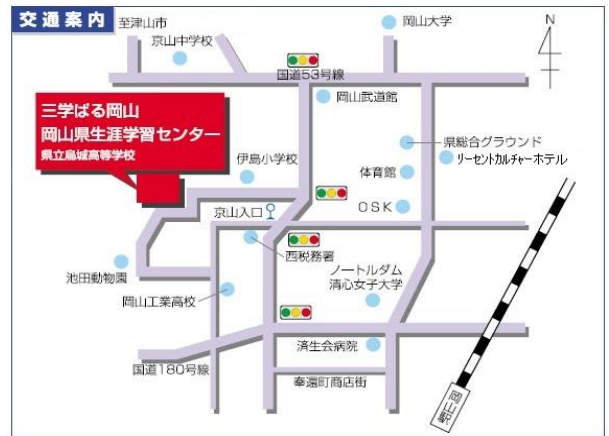 交通案内
至津山市
岡山大学
N
京山中学校
国道53号線
岡山武道館
三学ぱる岡山
岡山県生涯学習センター
県立烏城高等学校
県総合グラウンド
リーセントカルチャーホテル
伊島小学校
体育館
京山入口
OSK
西税務署
ノートルダム
清心女子大学
池田動物園
岡山工業高校
済生会病院
国道180号線
奉還町商店街
岡山駅